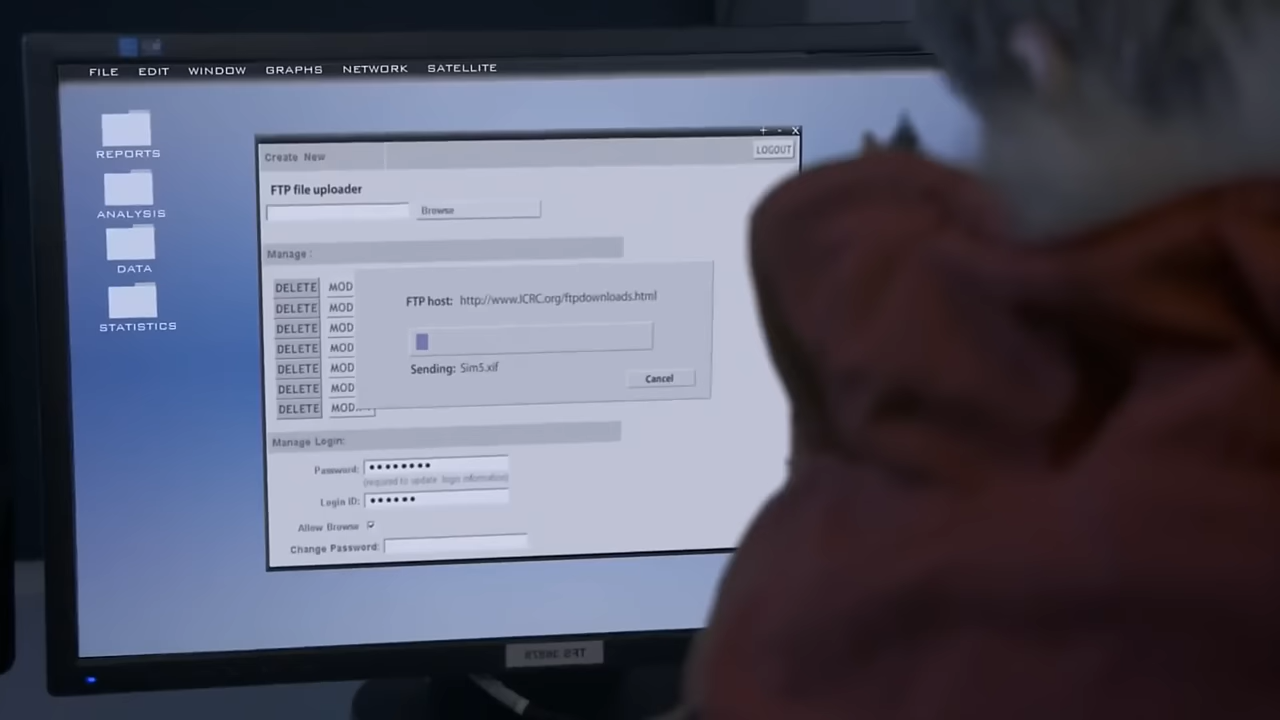 FILE EDIT WINDOW GRAPHS NETWORK SATELLITE
REPORTS
ANALYSIS
DATA
STATISTICS
+ - x
Create New
LOGOUT
FTP file uploader
Browse
Manage :
DELETE MOD
DELETE MOD
DELETE MOD
DELETE MOD
DELETE MOD
DELETE MOD
DELETE MOD...
FTP host: http://www.ICRC.org/ftpdownloads.html
Sending: Sim5.xif
Cancel
Manage Login:
Password: ••••••••
(required to update login information)
Login ID: ••••••
Allow Browse
Change Password: